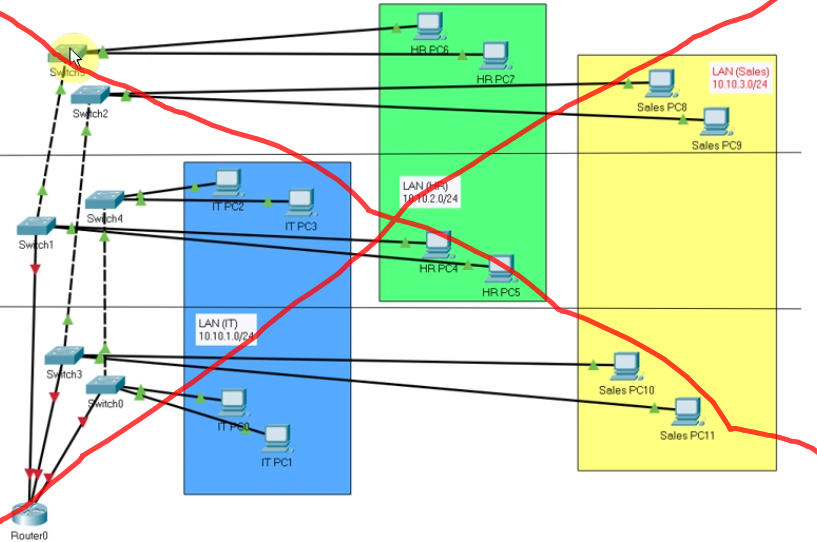 HR PC6
HR PC7
Switch5
Switch2
LAN (Sales)
10.10.3.0/24
Sales PC8
Sales PC9
Switch4
IT PC2
IT PC3
LAN (HR)
10.10.2.0/24
Switch1
HR PC4
HR PC5
LAN (IT)
10.10.1.0/24
Switch3
Switch0
IT PC0
IT PC1
Sales PC10
Sales PC11
Router0